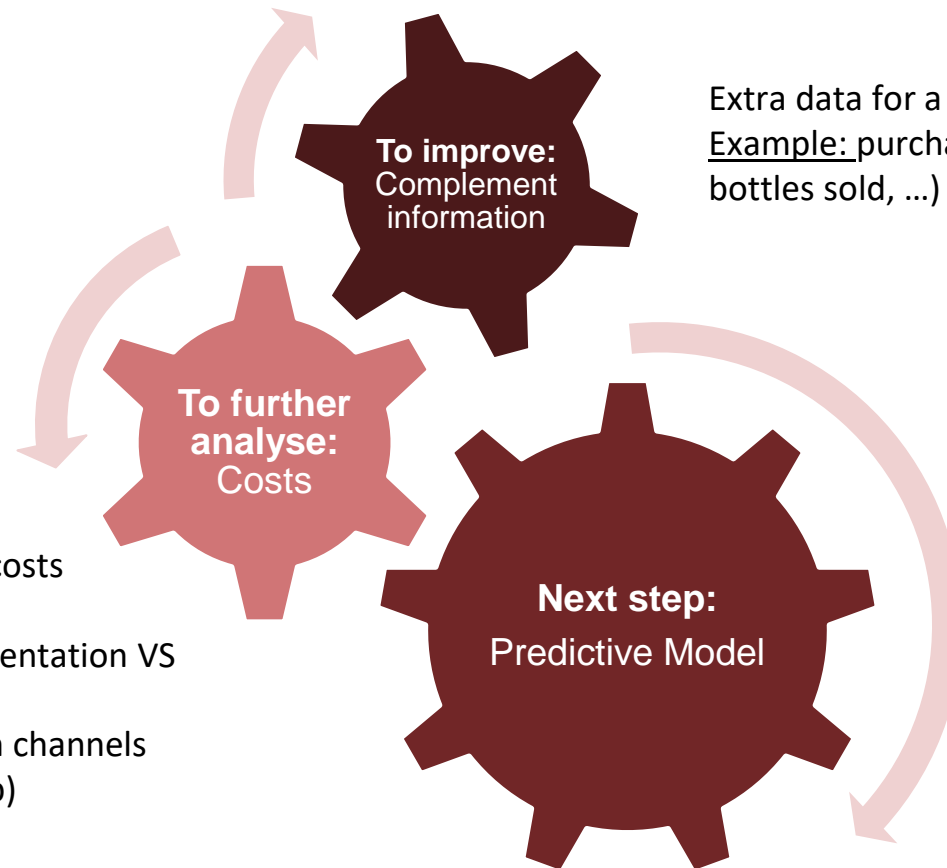 To improve:
Complement
information
Extra data for a
Example: purcha
bottles sold, …)
To further
analyse:
Costs
costs
entation VS
channels
)
Next step:
Predictive Model